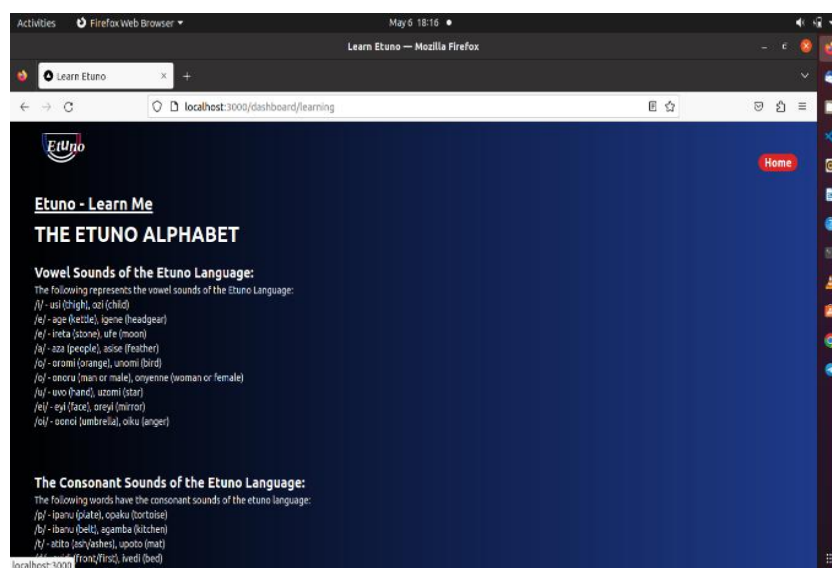 Activities Firefox Web Browser May 6 18:16
Learn Etuno — Mozilla Firefox
Learn Etuno
localhost:3000/dashboard/learning
Etuno
Home
Etuno - Learn Me
THE ETUNO ALPHABET
Vowel Sounds of the Etuno Language:
The following represents the vowel sounds of the Etuno Language:
/i/ - usi (thigh), ozi (child)
/e/ - age (kettle), igene (headgear)
/e/ - ireta (stone), ufe (moon)
/a/ - aza (people), asise (feather)
/o/ - oromi (orange), unomi (bird)
/o/ - onoru (man or male), onyenne (woman or female)
/u/ - uvo (hand), uzomi (star)
/ei/ - eyi (face), oreyi (mirror)
/oi/ - oonoi (umbrella), oiku (anger)
The Consonant Sounds of the Etuno Language:
The following words have the consonant sounds of the etuno language:
/p/ - ipanu (plate), opaku (tortoise)
/b/ - ibanu (belt), agamba (kitchen)
/t/ - atito (ash/ashes), upoto (mat)
(front/first), ivedi (bed)
localhost:3000